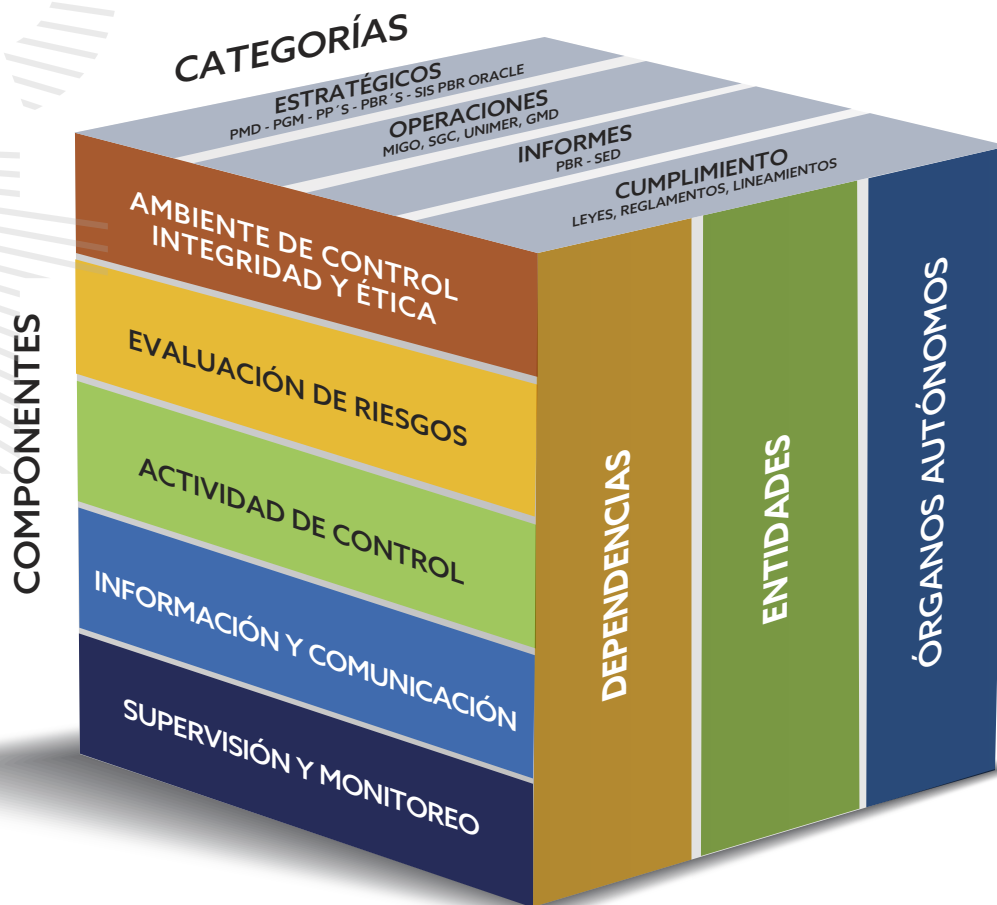 CATEGORÍAS
ESTRATÉGICOS
PMD - PGM - PP´S - PBR´S - SIS PBR ORACLE
OPERACIONES
MIGO, SGC, UNIMER, GMD
INFORMES
PBR - SED
CUMPLIMIENTO
LEYES, REGLAMENTOS, LINEAMIENTOS
COMPONENTES
AMBIENTE DE CONTROL
INTEGRIDAD Y ÉTICA
EVALUACIÓN DE RIESGOS
ACTIVIDAD DE CONTROL
INFORMACIÓN Y COMUNICACIÓN
SUPERVISIÓN Y MONITOREO
DEPENDENCIAS
ENTIDADES
ÓRGANOS AUTÓNOMOS